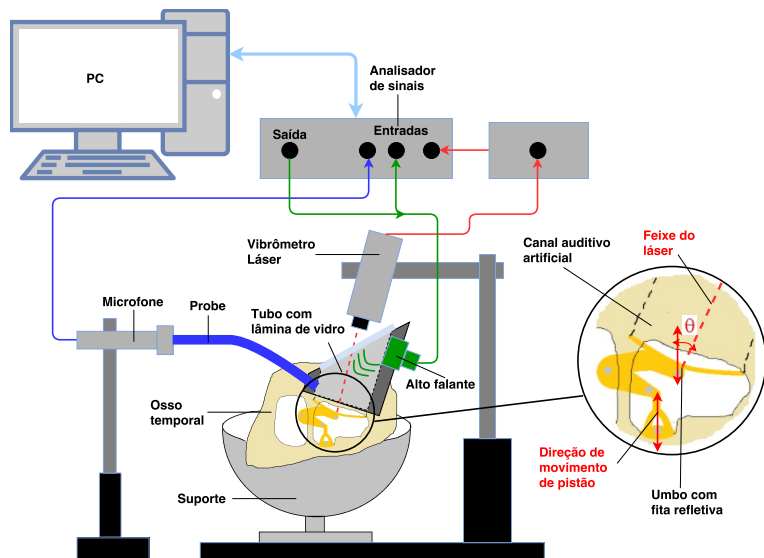 PC
Analisador
de sinais
Saída
Entradas
Vibrômetro
Láser
Canal auditivo
artificial
Feixe do
láser
Microfone
Probe
Tubo com
lâmina de vidro
θ
Alto falante
Osso
temporal
Direção de
movimento
de pistão
Umbo com
fita refletiva
Suporte